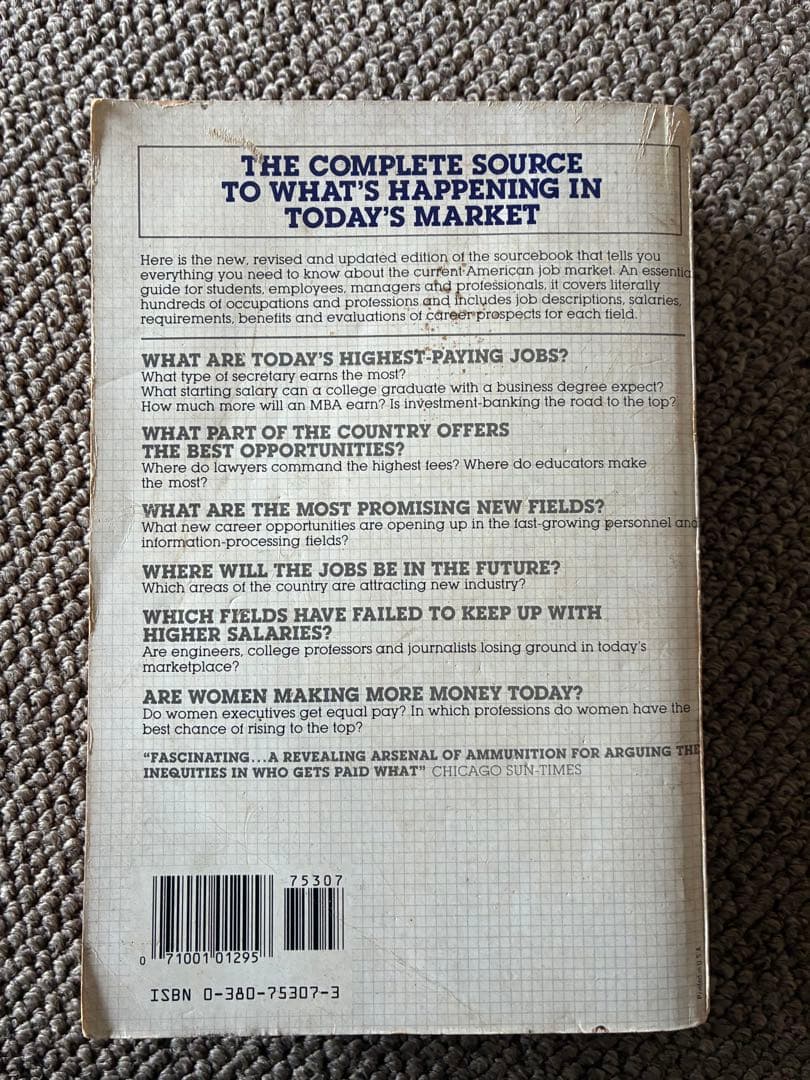 THE COMPLETE SOURCE
TO WHAT'S HAPPENING IN
TODAY'S MARKET
Here is the new, revised and updated edition of the sourcebook that tells you
everything you need to know about the current American job market. An essentia
guide for students, employees, managers and professionals, it covers literally
hundreds of occupations and professions and includes job descriptions, salaries,
requirements, benefits and evaluations of career prospects for each field.
WHAT ARE TODAY'S HIGHEST-PAYING JOBS?
What type of secretary earns the most?
What starting salary can a college graduate with a business degree expect?
How much more will an MBA earn? Is investment-banking the road to the top?
WHAT PART OF THE COUNTRY OFFERS
THE BEST OPPORTUNITIES?
Where do lawyers command the highest fees? Where do educators make
the most?
WHAT ARE THE MOST PROMISING NEW FIELDS?
What new career opportunities are opening up in the fast-growing personnel and
information-processing fields?
WHERE WILL THE JOBS BE IN THE FUTURE?
Which areas of the country are attracting new industry?
WHICH FIELDS HAVE FAILED TO KEEP UP WITH
HIGHER SALARIES?
Are engineers, college professors and journalists losing ground in today's
marketplace?
ARE WOMEN MAKING MORE MONEY TODAY?
Do women executives get equal pay? In which professions do women have the
best chance of rising to the top?
"FASCINATING...A REVEALING ARSENAL OF AMMUNITION FOR ARGUING THE
INEQUITIES IN WHO GETS PAID WHAT" CHICAGO SUN-TIMES
75307
0 71001 01295
ISBN 0-380-75307-3
Printed in U.S.A.